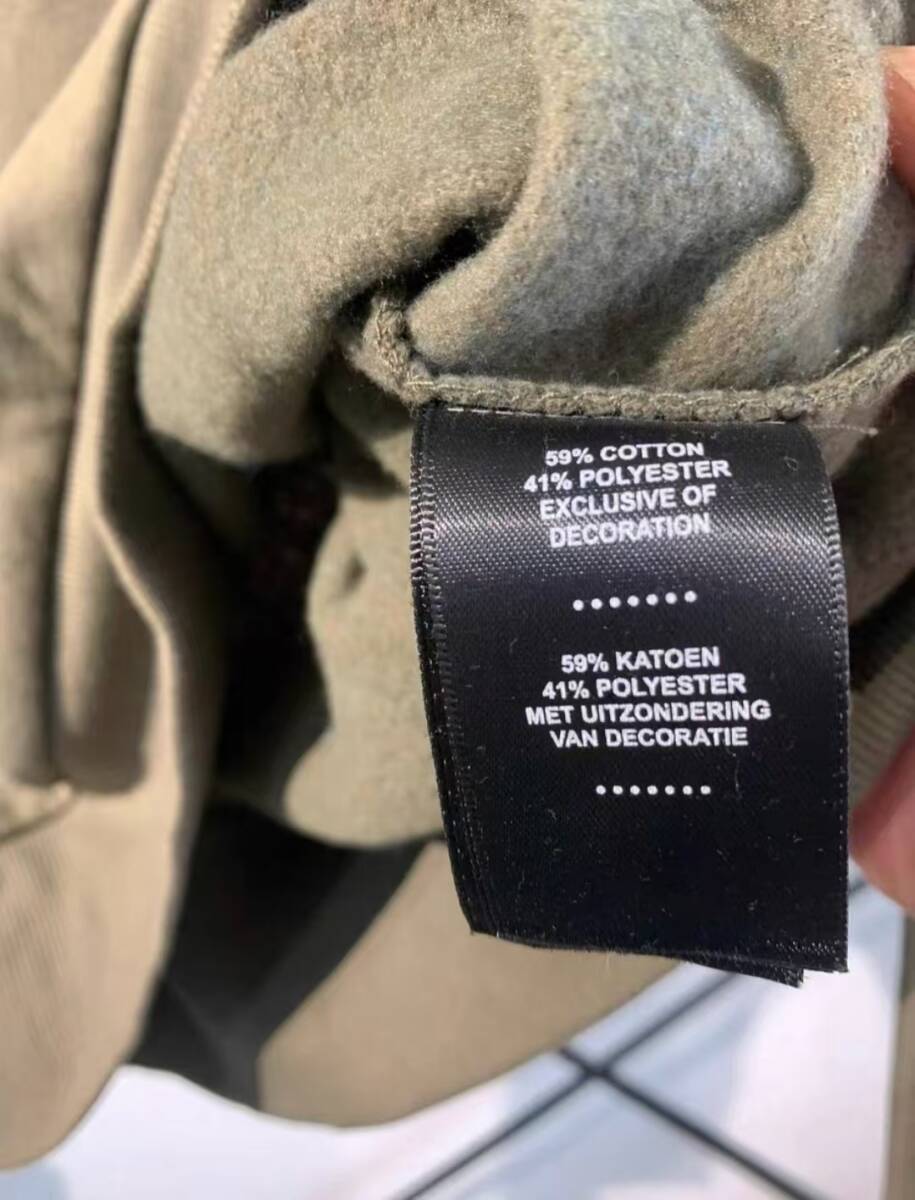 59% COTTON
41% POLYESTER
EXCLUSIVE OF
DECORATION
.......
59% KATOEN
41% POLYESTER
MET UITZONDERING
VAN DECORATIE
.......